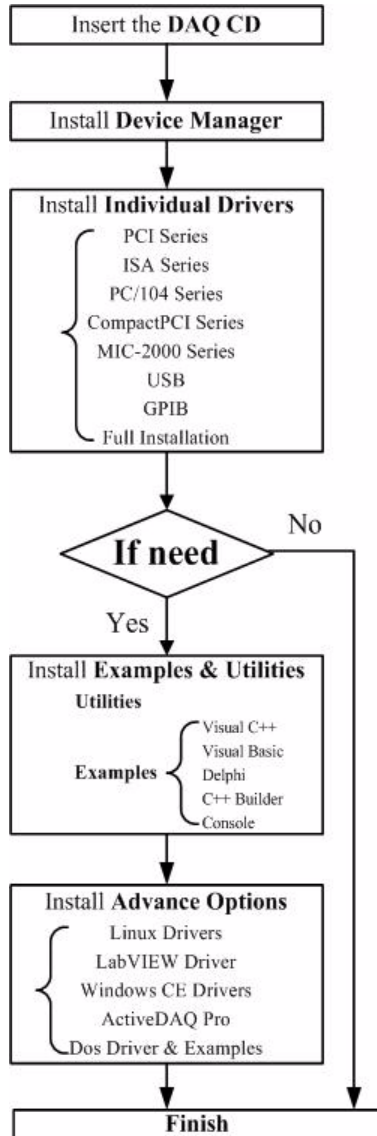 Insert the DAQ CD
Install Device Manager
Install Individual Drivers
PCI Series
ISA Series
PC/104 Series
CompactPCI Series
MIC-2000 Series
USB
GPIB
Full Installation
If need
No
Yes
Install Examples & Utilities
Utilities
Examples
Visual C++
Visual Basic
Delphi
C++ Builder
Console
Install Advance Options
Linux Drivers
LabVIEW Driver
Windows CE Drivers
ActiveDAQ Pro
Dos Driver & Examples
Finish